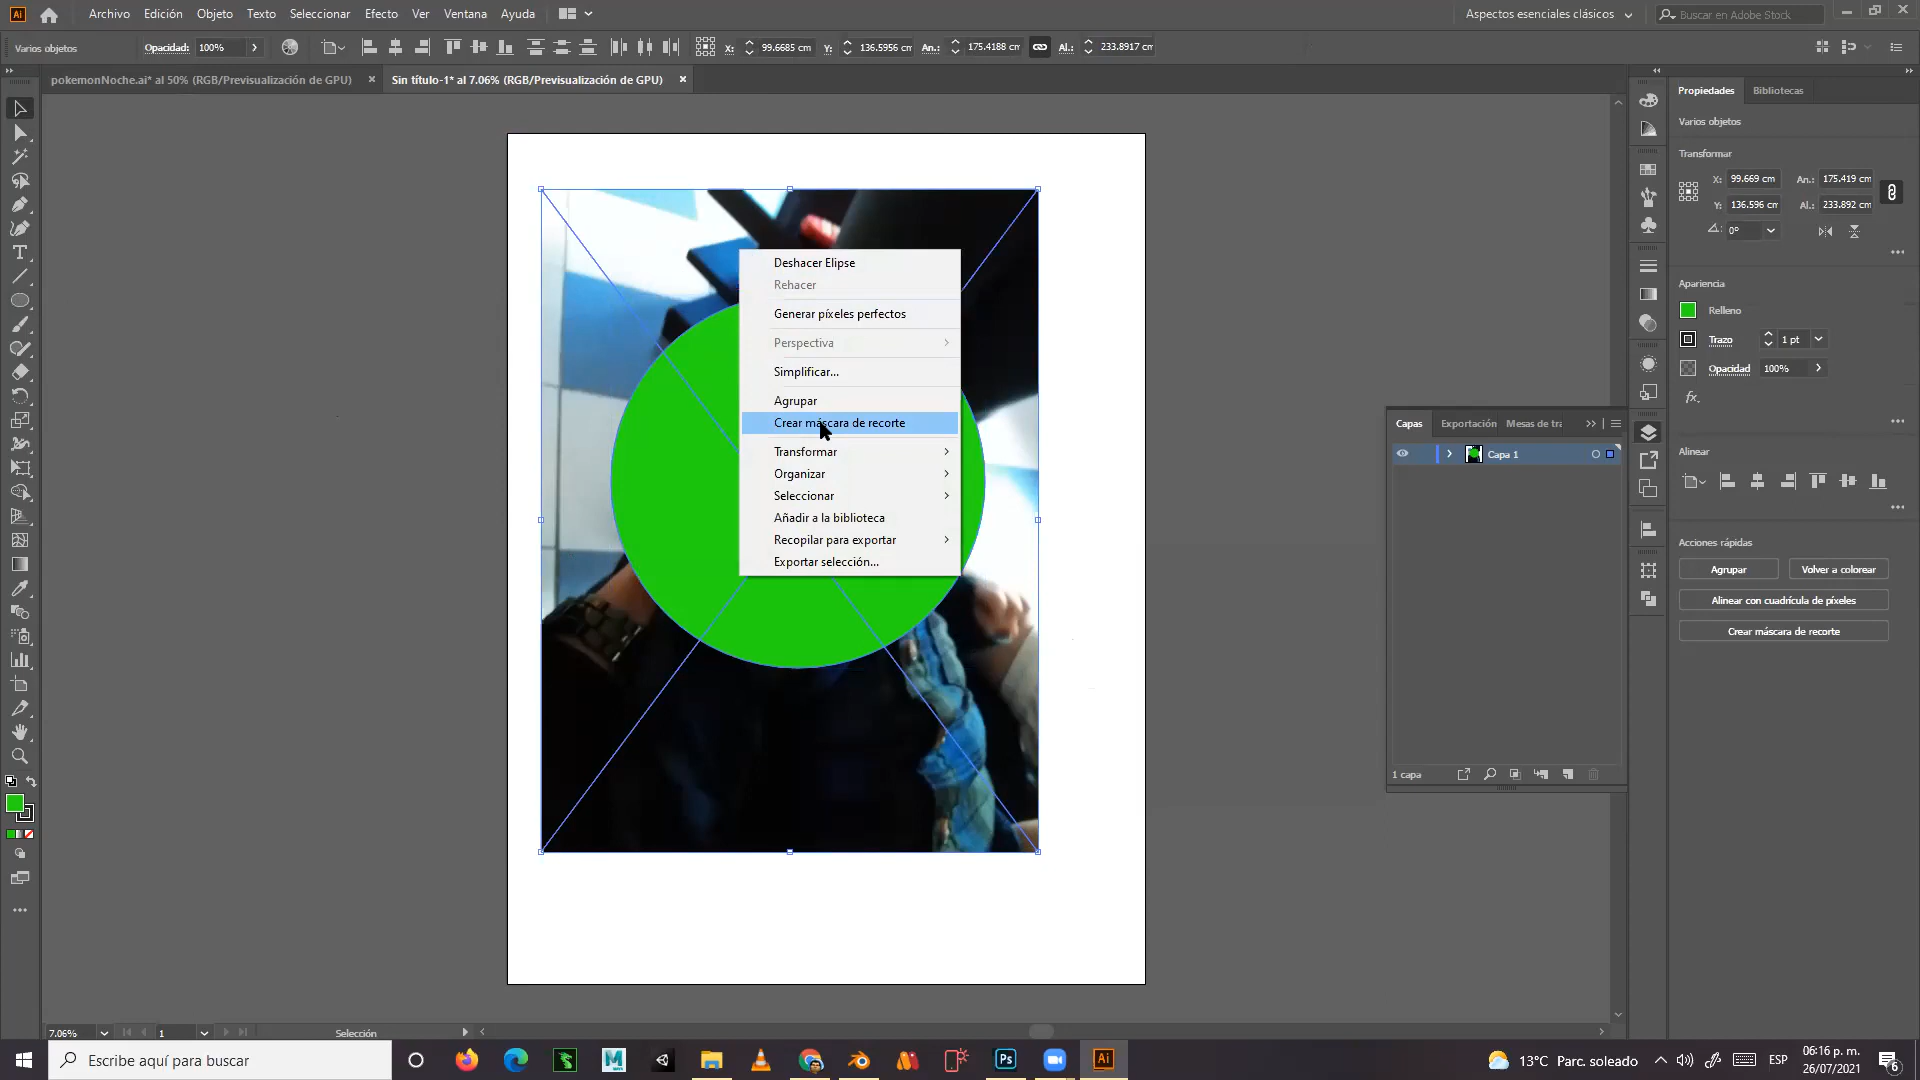 Ai Archivo Edición Objeto Texto Seleccionar Efecto Ver Ventana Ayuda Aspectos esenciales clásicos Buscar en Adobe Stock
Varios objetos Opacidad: 100% X: 99.6685 cm Y: 136.5956 cm An.: 175.4188 cm Al.: 233.8917 cm
pokemonNoche.ai* al 50% (RGB/Previsualización de GPU) × Sin título-1* al 7.06% (RGB/Previsualización de GPU) ×
Propiedades Bibliotecas
Varios objetos
Transformar
X: 99.669 cm An.: 175.419 cm
Y: 136.596 cm Al.: 233.892 cm
0°
Apariencia
Relleno
Trazo 1 pt
Opacidad 100%
fx.
Alinear
Acciones rápidas
Agrupar Volver a colorear
Alinear con cuadrícula de píxeles
Crear máscara de recorte
Deshacer Elipse
Rehacer
Generar píxeles perfectos
Perspectiva
Simplificar...
Agrupar
Crear máscara de recorte
Transformar
Organizar
Seleccionar
Añadir a la biblioteca
Recopilar para exportar
Exportar selección...
Capas Exportación Mesas de tra
Capa 1
1 capa
7.06% 1 Selección
Escribe aquí para buscar
Ps Ai
13°C Parc. soleado ESP 06:16 p. m.
26/07/2021 6